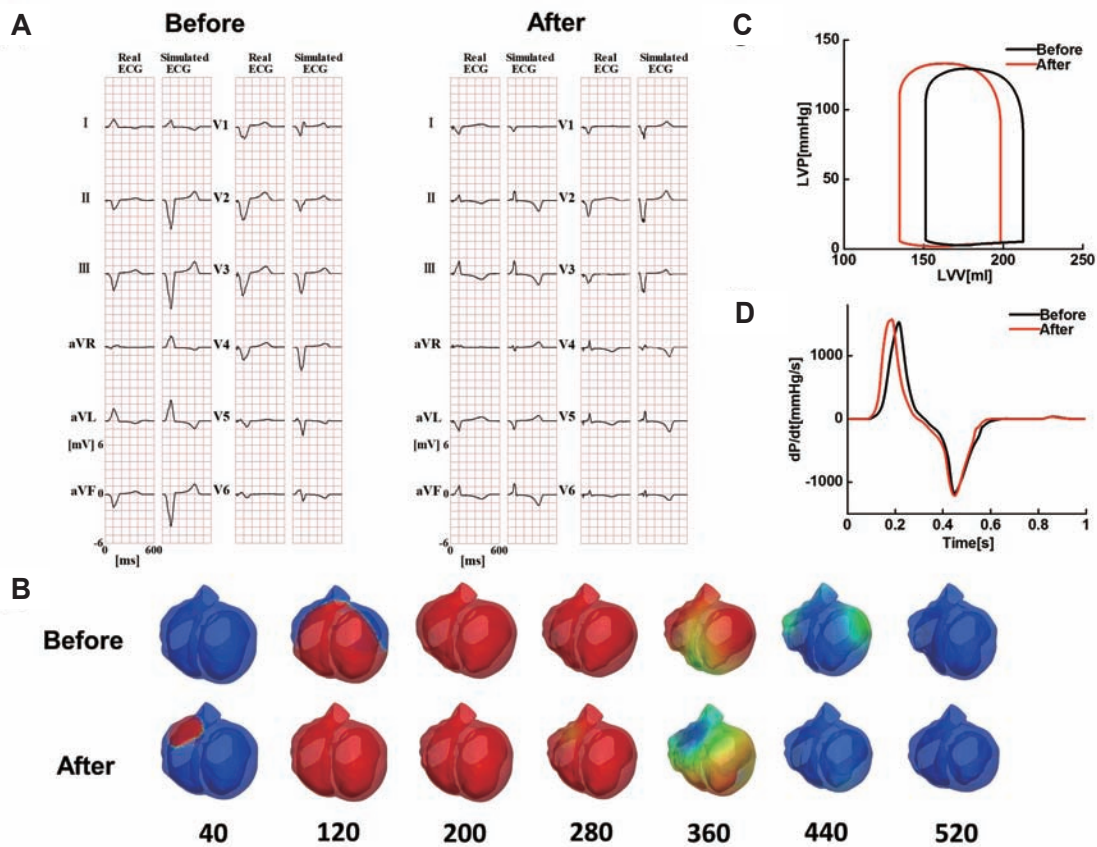 A
Before
After
Real ECG
Simulated ECG
Real ECG
Simulated ECG
Real ECG
Simulated ECG
Real ECG
Simulated ECG
I
V1
II
V2
III
V3
aVR
V4
aVL
V5
[mV] 6
aVF 0
V6
-6
0
600
[ms]
I
V1
II
V2
III
V3
aVR
V4
aVL
V5
[mV] 6
aVF 0
V6
-6
0
600
[ms]
B
Before
After
40 120 200 280 360 440 520
C
Before
After
150
100
50
0
LVP[mmHg]
100 150 200 250
LVV[ml]
D
Before
After
1000
0
-1000
dP/dt[mmHg/s]
0 0.2 0.4 0.6 0.8 1
Time[s]